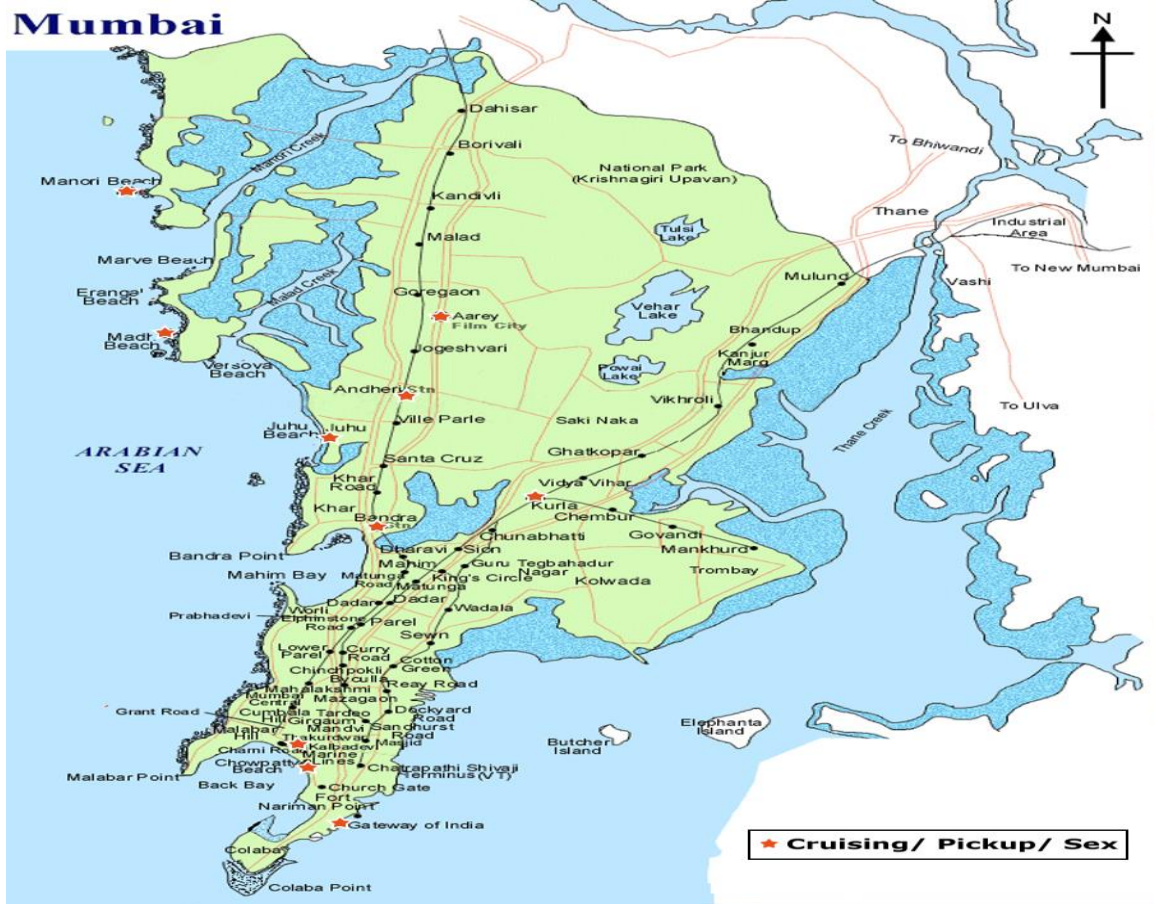 Mumbai
N
Dahisar
Borivali
To Bhiwandi
National Park
(Krishnagiri Upavan)
Manori Creek
Manori Beach
Kandivli
Thane
Industrial
Area
Tulsi
Lake
Malad
Marve Beach
To New Mumbai
Mulund
Vashi
Malad Creek
Erangal
Beach
Goregaon
Aarey
Film City
Vehar
Lake
Bhandup
Madh
Beach
Jogeshvari
Kanjur
Marg
Versova
Beach
Powai
Lake
Andheri Stn
Vikhroli
To Ulva
Juhu
Beach
Juhu
Ville Parle
Saki Naka
Thane Creek
ARABIAN
SEA
Santa Cruz
Ghatkopar
Khar
Road
Vidya Vihar
Khar
Kurla
Chembur
Bandra
Stn
Govandi
Chunabhatti
Mankhurd
Bandra Point
Dharavi
Sion
Mahim
Guru Tegbahadur
Nagar
Trombay
Mahim Bay
Matunga
Road
King's Circle
Matunga
Kolwada
Prabhadevi
Worli
Dadar
Dadar
Wadala
Elphinstone
Road
Parel
Sewn
Lower
Parel
Curry
Road
Cotton
Green
Chinchpokli
Byculla
Reay Road
Mahalakshmi
Mumbai
Central
Mazagaon
Grant Road
Cumbala
Hill
Tardeo
Dockyard
Road
Girgaum
Malabar
Hill
Mandvi
Sandhurst
Road
Elephanta
Island
Butcher
Island
Thakurdwar
Charni Road
Kalbadevi
Masjid
Marine
Lines
Chowpatty
Beach
Chatrapathi Shivaji
Terminus(VT)
Malabar Point
Back Bay
Church Gate
Fort
Nariman Point
Gateway of India
Cruising/ Pickup/ Sex
Colaba
Colaba Point